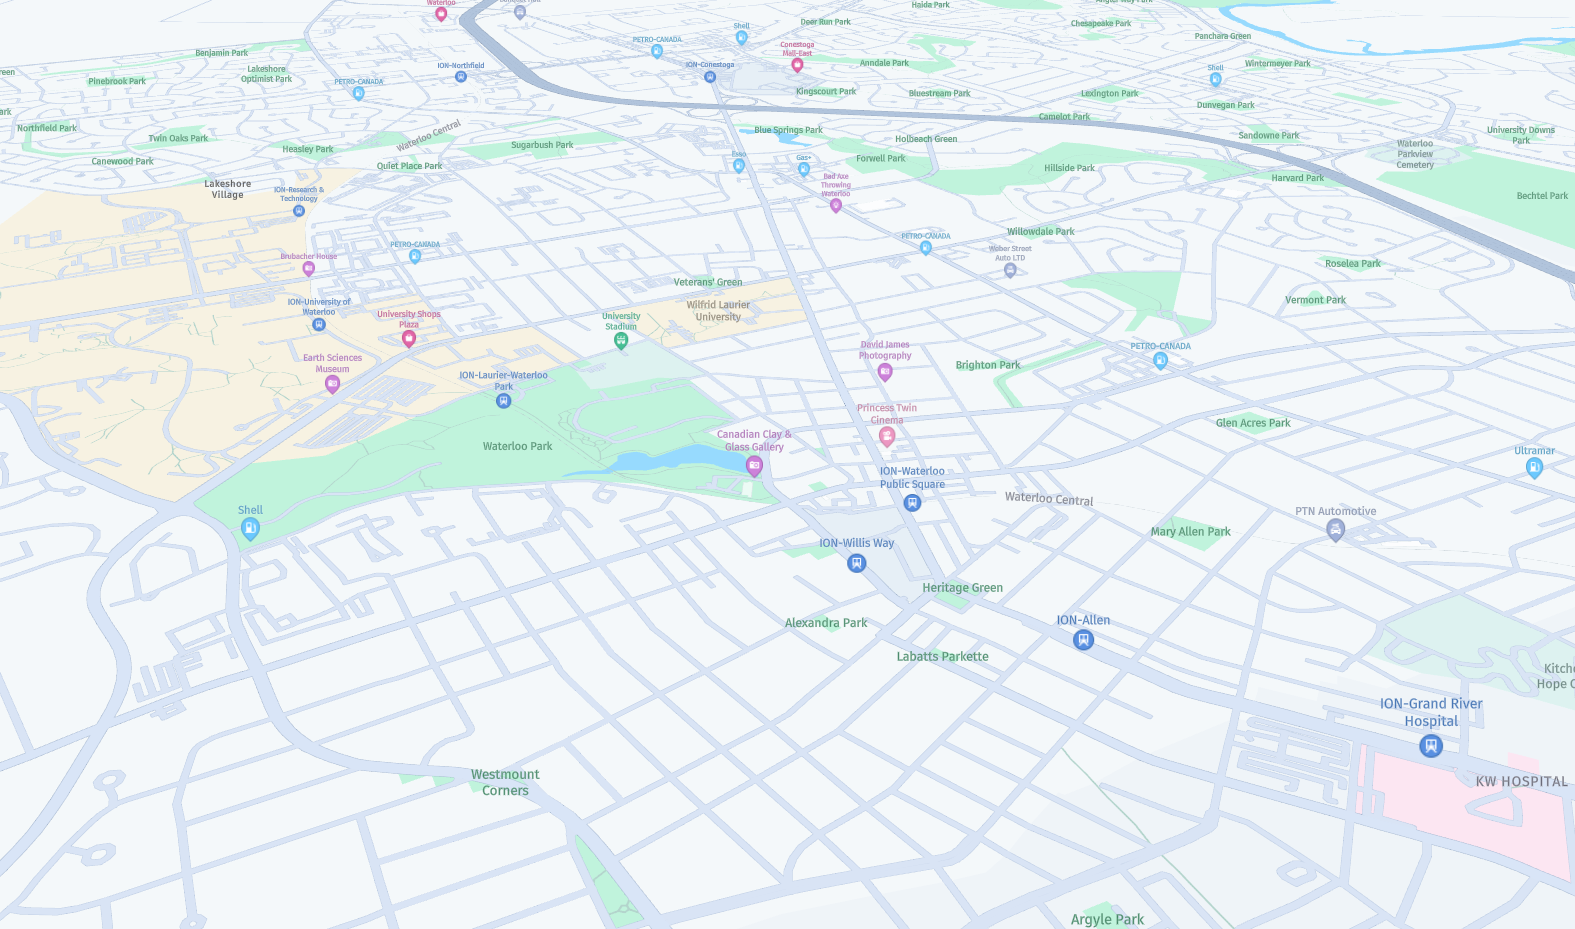 Waterloo
Deer Run Park
Haida Park
Chesapeake Park
Panchara Green
Shell
PETRO-CANADA
Conestoga
Mall-East
Benjamin Park
ION-Northfield
ION-Conestoga
Anndale Park
Wintermeyer Park
Shell
Lakeshore
Optimist Park
Pinebrook Park
PETRO-CANADA
Kingscourt Park
Bluestream Park
Lexington Park
Dunvegan Park
Camelot Park
Northfield Park
Twin Oaks Park
Waterloo Central
Blue Springs Park
Holbeach Green
Sandowne Park
University Downs
Park
Heasley Park
Sugarbush Park
Canewood Park
Quiet Place Park
Esso
Gas+
Forwell Park
Hillside Park
Waterloo
Parkview
Cemetery
Harvard Park
Bechtel Park
Lakeshore
Village
ION-Research &
Technology
Bad Axe
Throwing
Waterloo
PETRO-CANADA
PETRO-CANADA
Willowdale Park
Weber Street
Auto LTD
Brubacher House
Roselea Park
Veterans' Green
Vermont Park
ION-University of
Waterloo
University Shops
Plaza
University
Stadium
Wilfrid Laurier
University
Earth Sciences
Museum
David James
Photography
PETRO-CANADA
Brighton Park
ION-Laurier-Waterloo
Park
Princess Twin
Cinema
Glen Acres Park
Waterloo Park
Canadian Clay &
Glass Gallery
Ultramar
ION-Waterloo
Public Square
Waterloo Central
Shell
PTN Automotive
Mary Allen Park
ION-Willis Way
Heritage Green
Alexandra Park
ION-Allen
Labatts Parkette
Kitche
Hope C
ION-Grand River
Hospital
Westmount
Corners
KW HOSPITAL
Argyle Park